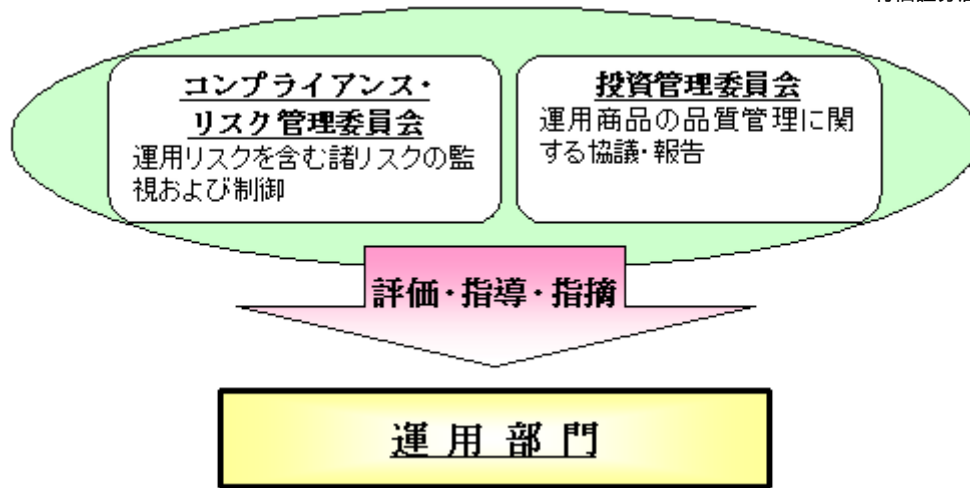 コンプライアンス・
リスク管理委員会
運用リスクを含む諸リスクの監
視および制御
投資管理委員会
運用商品の品質管理に関
する協議・報告
評価・指導・指摘
運用部門